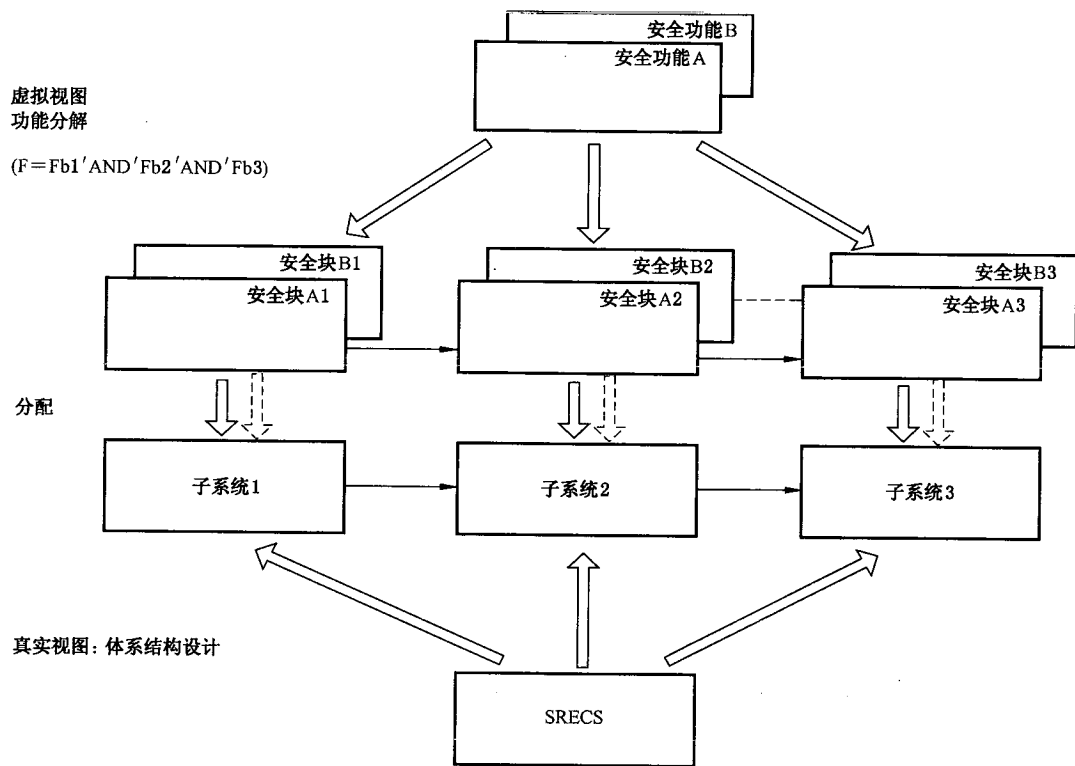 安全功能B
安全功能A
虚拟视图
功能分解
(F=Fb1'AND'Fb2'AND'Fb3)
安全块B1
安全块A1
安全块B2
安全块A2
安全块B3
安全块A3
分配
子系统1
子系统2
子系统3
真实视图: 体系结构设计
SRECS